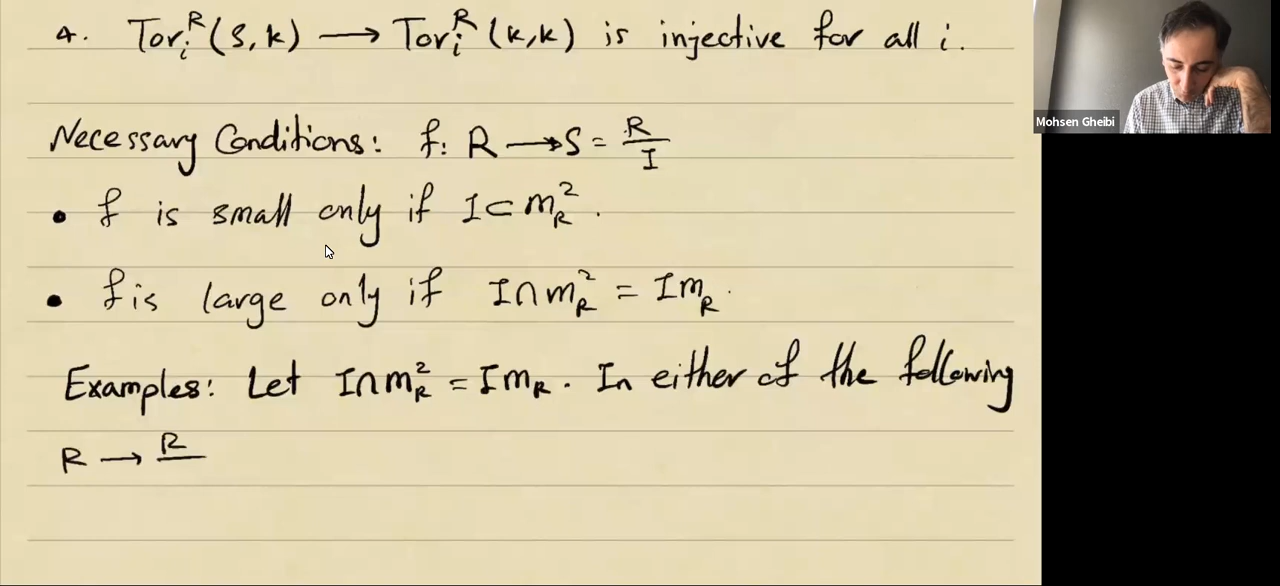 4. Tor_i^R(S,k) ⟶ Tor_i^R(k,k) is injective for all i.
Mohsen Gheibi
Necessary Conditions: f: R ↠ S = R/I
• f is small only if I ⊂ m_R^2.
• f is large only if I∩m_R^2 = Im_R.
Examples: Let I∩m_R^2 = Im_R. In either of the following
R ⟶ R